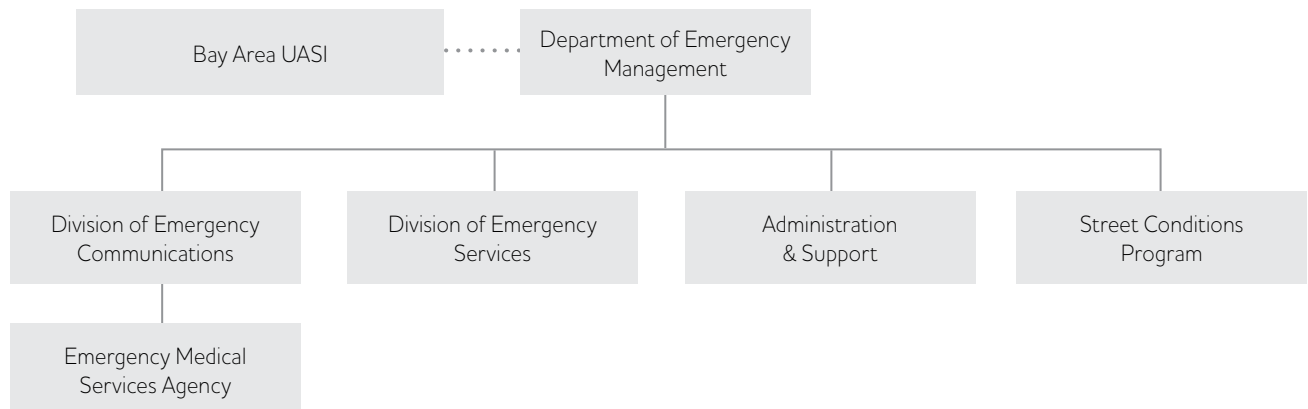 Bay Area UASI
Department of Emergency
Management
Division of Emergency
Communications
Division of Emergency
Services
Administration
& Support
Street Conditions
Program
Emergency Medical
Services Agency